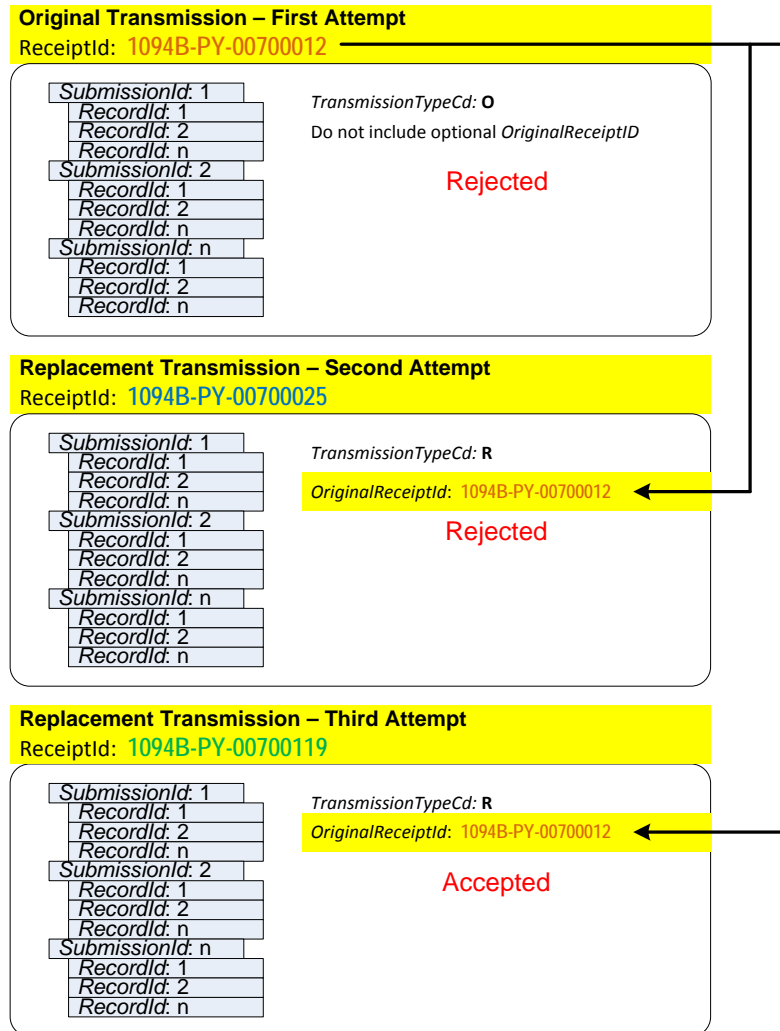 Original Transmission – First Attempt
ReceiptId: 1094B-PY-00700012
SubmissionId: 1
RecordId: 1
RecordId: 2
RecordId: n
SubmissionId: 2
RecordId: 1
RecordId: 2
RecordId: n
SubmissionId: n
RecordId: 1
RecordId: 2
RecordId: n
TransmissionTypeCd: O
Do not include optional OriginalReceiptID
Rejected
Replacement Transmission – Second Attempt
ReceiptId: 1094B-PY-00700025
SubmissionId: 1
RecordId: 1
RecordId: 2
RecordId: n
SubmissionId: 2
RecordId: 1
RecordId: 2
RecordId: n
SubmissionId: n
RecordId: 1
RecordId: 2
RecordId: n
TransmissionTypeCd: R
OriginalReceiptId: 1094B-PY-00700012
Rejected
Replacement Transmission – Third Attempt
ReceiptId: 1094B-PY-00700119
SubmissionId: 1
RecordId: 1
RecordId: 2
RecordId: n
SubmissionId: 2
RecordId: 1
RecordId: 2
RecordId: n
SubmissionId: n
RecordId: 1
RecordId: 2
RecordId: n
TransmissionTypeCd: R
OriginalReceiptId: 1094B-PY-00700012
Accepted